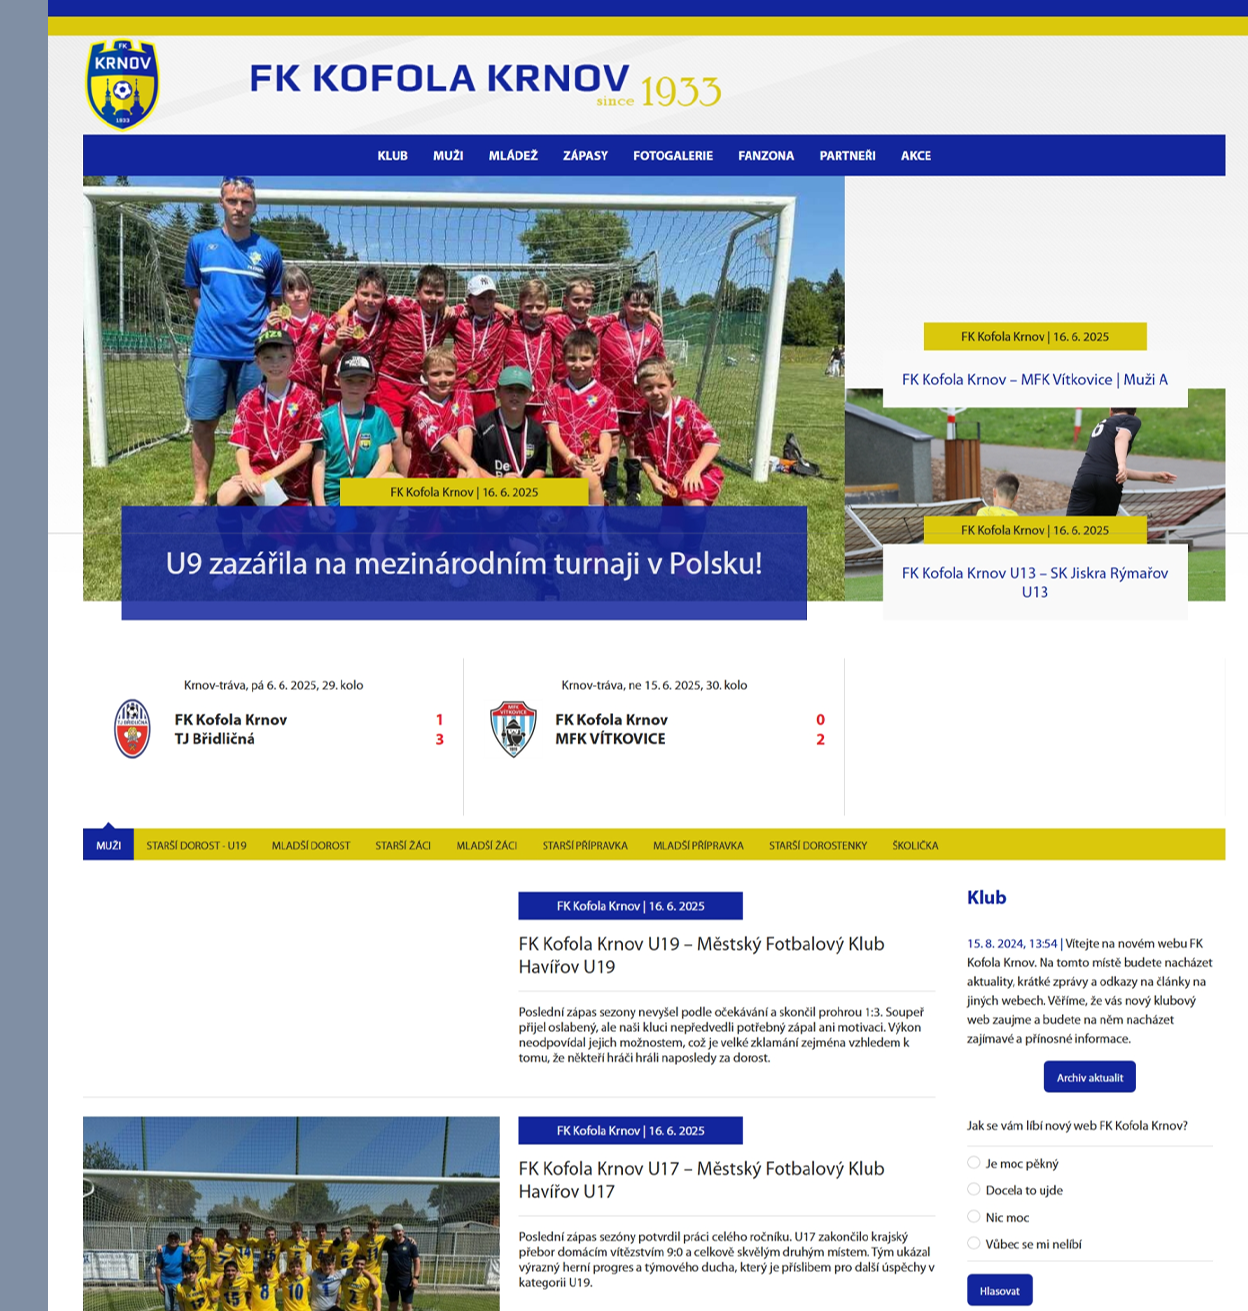 FK
KRNOV
1933
FK KOFOLA KRNOV
since 1933
KLUB MUŽI MLÁDEŽ ZÁPASY FOTOGALERIE FANZONA PARTNEŘI AKCE
FK Kofola Krnov | 16. 6. 2025
U9 zazářila na mezinárodním turnaji v Polsku!
FK Kofola Krnov | 16. 6. 2025
FK Kofola Krnov – MFK Vítkovice | Muži A
FK Kofola Krnov | 16. 6. 2025
FK Kofola Krnov U13 – SK Jiskra Rýmařov
U13
Krnov-tráva, pá 6. 6. 2025, 29. kolo
TJ BŘIDLIČNÁ
FK Kofola Krnov 1
TJ Břidličná 3
Krnov-tráva, ne 15. 6. 2025, 30. kolo
MFK
VÍTKOVICE
FK Kofola Krnov 0
MFK VÍTKOVICE 2
MUŽI STARŠÍ DOROST - U19 MLADŠÍ DOROST STARŠÍ ŽÁCI MLADŠÍ ŽÁCI STARŠÍ PŘÍPRAVKA MLADŠÍ PŘÍPRAVKA STARŠÍ DOROSTENKY ŠKOLIČKA
FK Kofola Krnov | 16. 6. 2025
FK Kofola Krnov U19 – Městský Fotbalový Klub
Havířov U19
Poslední zápas sezony nevyšel podle očekávání a skončil prohrou 1:3. Soupeř
přijel oslabený, ale naši kluci nepředvedli potřebný zápal ani motivaci. Výkon
neodpovídal jejich možnostem, což je velké zklamání zejména vzhledem k
tomu, že někteří hráči hráli naposledy za dorost.
FK Kofola Krnov | 16. 6. 2025
FK Kofola Krnov U17 – Městský Fotbalový Klub
Havířov U17
Poslední zápas sezóny potvrdil práci celého ročníku. U17 zakončilo krajský
přebor domácím vítězstvím 9:0 a celkově skvělým druhým místem. Tým ukázal
výrazný herní progres a týmového ducha, který je příslibem pro další úspěchy v
kategorii U19.
Klub
15. 8. 2024, 13:54 | Vítejte na novém webu FK
Kofola Krnov. Na tomto místě budete nacházet
aktuality, krátké zprávy a odkazy na články na
jiných webech. Věříme, že vás nový klubový
web zaujme a budete na něm nacházet
zajímavé a přínosné informace.
Archiv aktualit
Jak se vám líbí nový web FK Kofola Krnov?
Je moc pěkný
Docela to ujde
Nic moc
Vůbec se mi nelíbí
Hlasovat